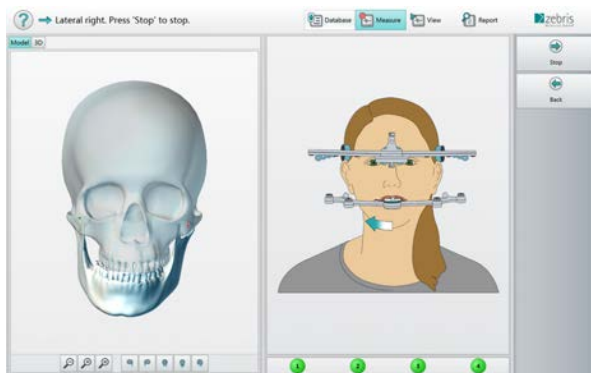 Lateral right. Press 'Stop' to stop.
Database
Measure
View
Report
zebris
Model
3D
Stop
Back
1
2
3
4